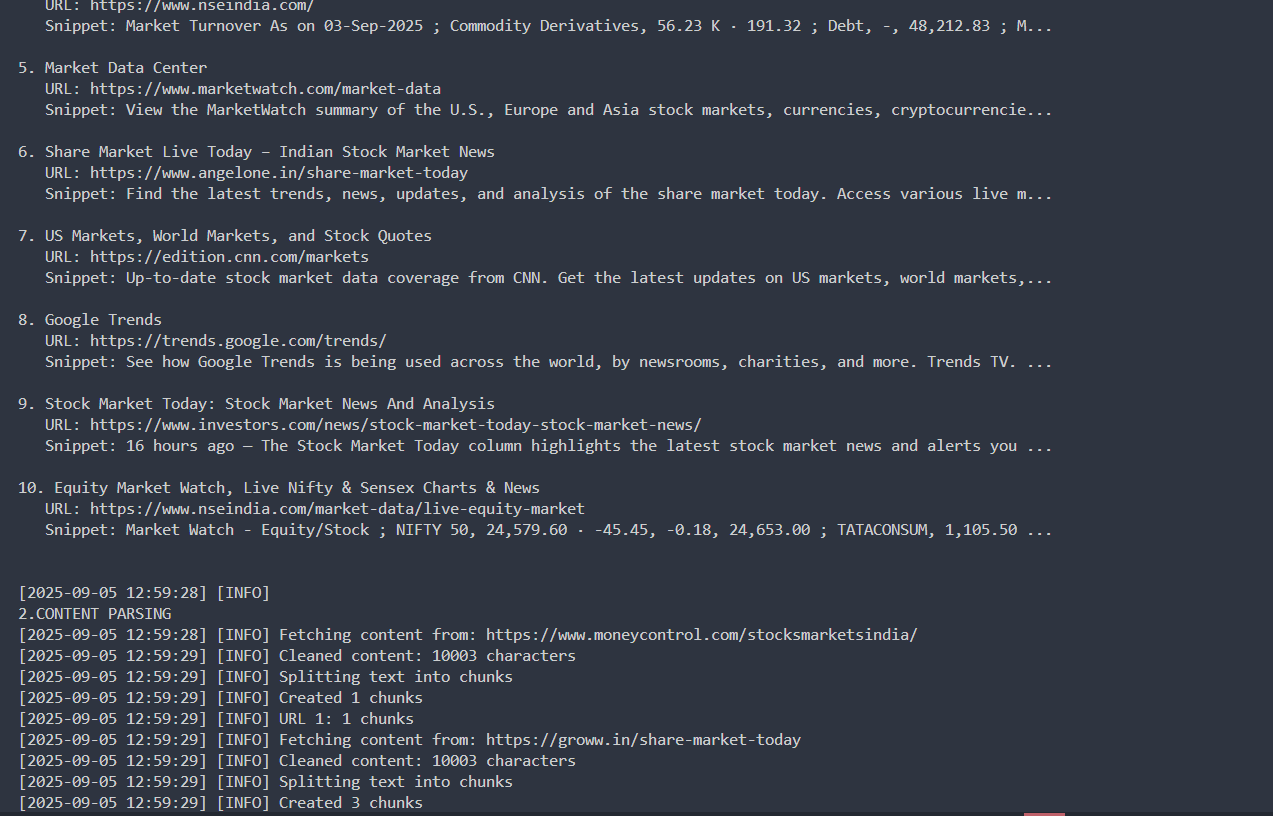 URL: https://www.nseindia.com/
Snippet: Market Turnover As on 03-Sep-2025 ; Commodity Derivatives, 56.23 K · 191.32 ; Debt, -, 48,212.83 ; M...
5. Market Data Center
URL: https://www.marketwatch.com/market-data
Snippet: View the MarketWatch summary of the U.S., Europe and Asia stock markets, currencies, cryptocurrencie...
6. Share Market Live Today – Indian Stock Market News
URL: https://www.angelone.in/share-market-today
Snippet: Find the latest trends, news, updates, and analysis of the share market today. Access various live m...
7. US Markets, World Markets, and Stock Quotes
URL: https://edition.cnn.com/markets
Snippet: Up-to-date stock market data coverage from CNN. Get the latest updates on US markets, world markets,...
8. Google Trends
URL: https://trends.google.com/trends/
Snippet: See how Google Trends is being used across the world, by newsrooms, charities, and more. Trends TV. ...
9. Stock Market Today: Stock Market News And Analysis
URL: https://www.investors.com/news/stock-market-today-stock-market-news/
Snippet: 16 hours ago — The Stock Market Today column highlights the latest stock market news and alerts you ...
10. Equity Market Watch, Live Nifty & Sensex Charts & News
URL: https://www.nseindia.com/market-data/live-equity-market
Snippet: Market Watch - Equity/Stock ; NIFTY 50, 24,579.60 · -45.45, -0.18, 24,653.00 ; TATACONSUM, 1,105.50 ...
[2025-09-05 12:59:28] [INFO]
2.CONTENT PARSING
[2025-09-05 12:59:28] [INFO] Fetching content from: https://www.moneycontrol.com/stocksmarketsindia/
[2025-09-05 12:59:29] [INFO] Cleaned content: 10003 characters
[2025-09-05 12:59:29] [INFO] Splitting text into chunks
[2025-09-05 12:59:29] [INFO] Created 1 chunks
[2025-09-05 12:59:29] [INFO] URL 1: 1 chunks
[2025-09-05 12:59:29] [INFO] Fetching content from: https://groww.in/share-market-today
[2025-09-05 12:59:29] [INFO] Cleaned content: 10003 characters
[2025-09-05 12:59:29] [INFO] Splitting text into chunks
[2025-09-05 12:59:29] [INFO] Created 3 chunks